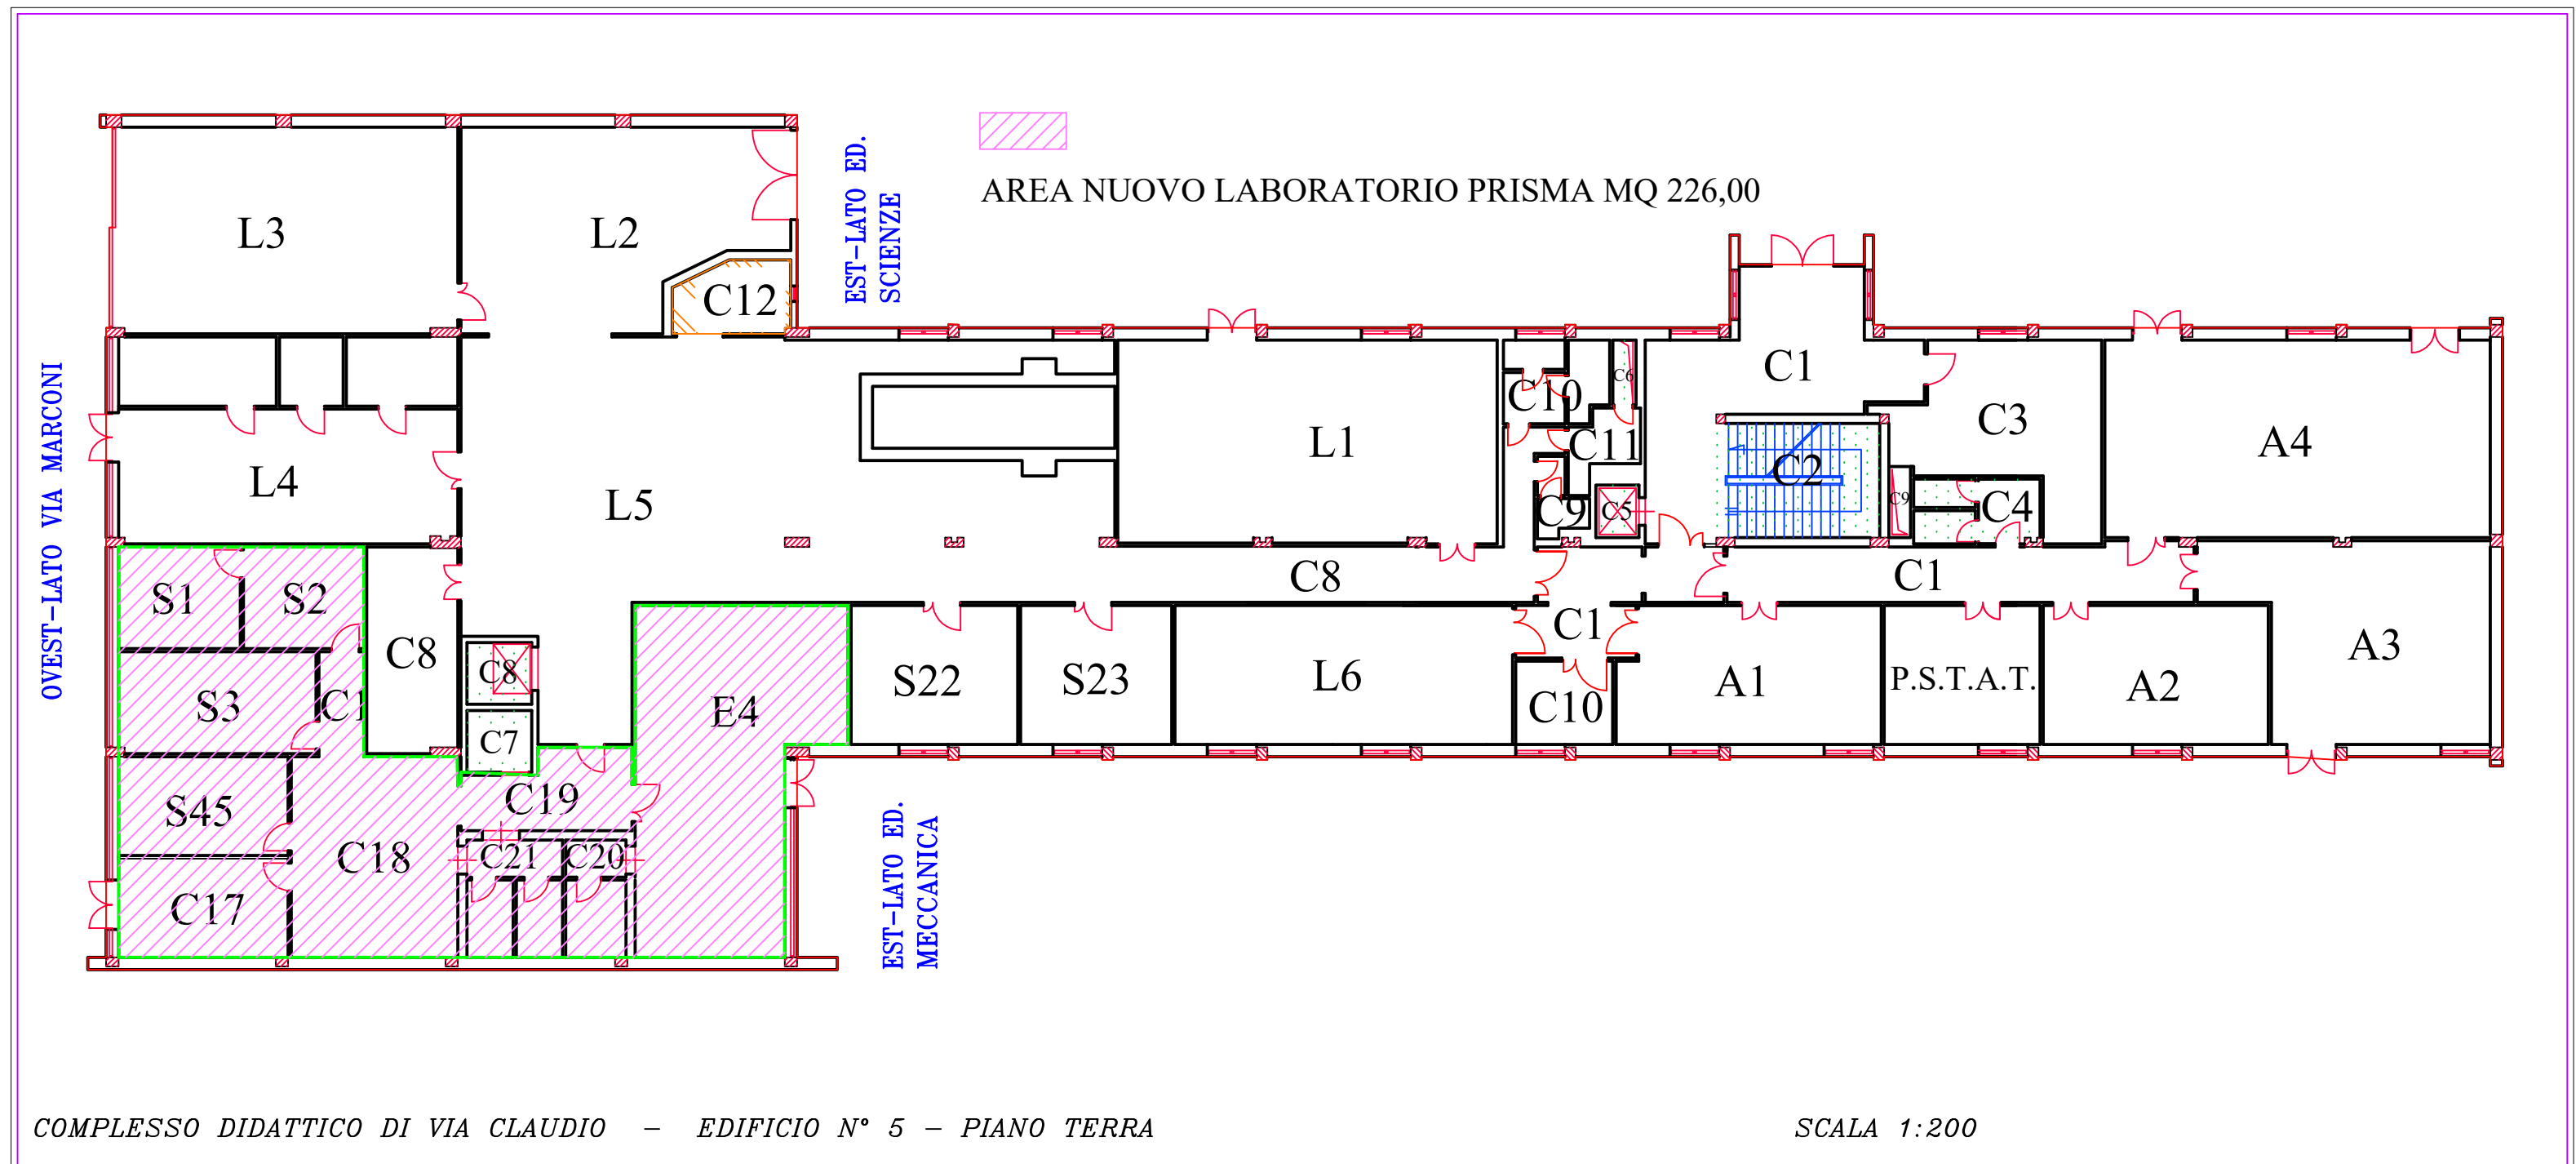 EST-LATO ED.
SCIENZE
AREA NUOVO LABORATORIO PRISMA MQ 226,00
L3
L2
C12
OVEST-LATO VIA MARCONI
L4
L5
L1
C10
C6
C11
C9
C5
C1
C2
C3
C9
C4
A4
S1
S2
C8
C8
C1
C1
S3
C1
C8
C7
E4
S22
S23
L6
C10
A1
P.S.T.A.T.
A2
A3
S45
C19
C18
C21
C20
C17
EST-LATO ED.
MECCANICA
COMPLESSO DIDATTICO DI VIA CLAUDIO - EDIFICIO N° 5 - PIANO TERRA
SCALA 1:200